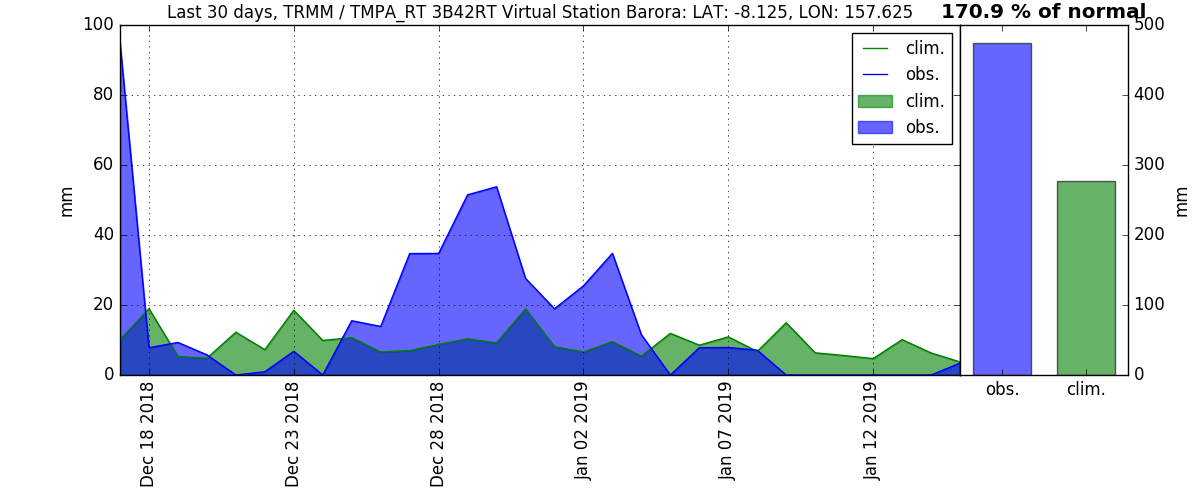 Last 30 days, TRMM / TMPA_RT 3B42RT Virtual Station Barora: LAT: -8.125, LON: 157.625
170.9 % of normal
100
80
60
40
20
0
mm
clim.
obs.
clim.
obs.
500
400
300
200
100
0
mm
Dec 18 2018
Dec 23 2018
Dec 28 2018
Jan 02 2019
Jan 07 2019
Jan 12 2019
obs.
clim.